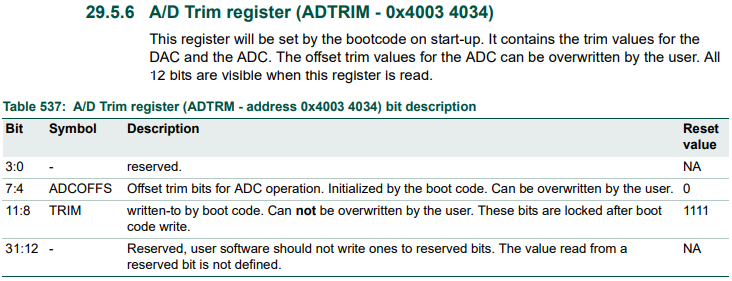 29.5.6 A/D Trim register (ADTRIM - 0x4003 4034)
This register will be set by the bootcode on start-up. It contains the trim values for the
DAC and the ADC. The offset trim values for the ADC can be overwritten by the user. All
12 bits are visible when this register is read.
Table 537: A/D Trim register (ADTRM - address 0x4003 4034) bit description
Bit Symbol Description Reset
value
3:0 - reserved. NA
7:4 ADCOFFS Offset trim bits for ADC operation. Initialized by the boot code. Can be overwritten by the user. 0
11:8 TRIM written-to by boot code. Can not be overwritten by the user. These bits are locked after boot 1111
code write.
31:12 - Reserved, user software should not write ones to reserved bits. The value read from a NA
reserved bit is not defined.